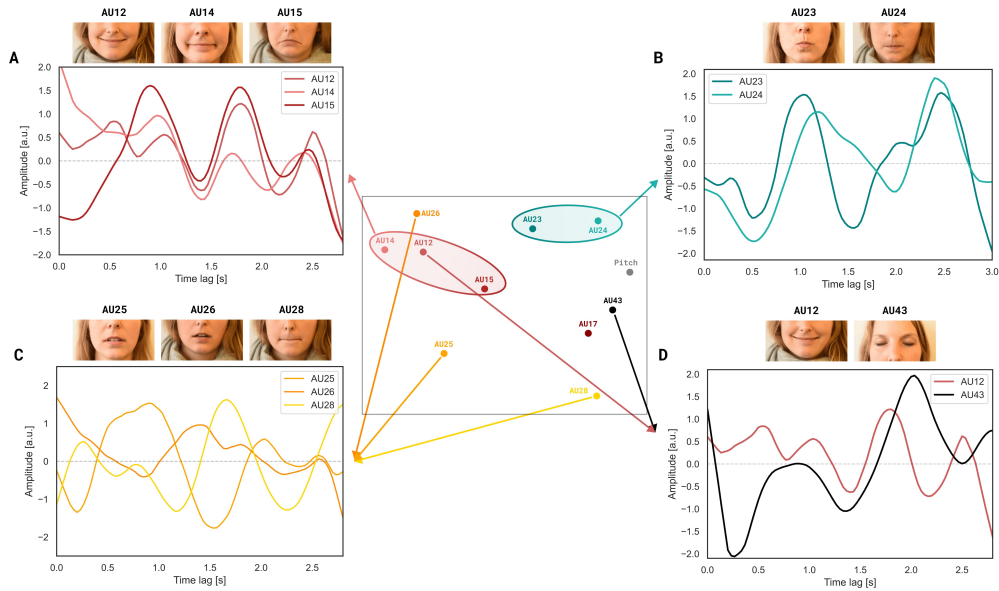 AU12 AU14 AU15
A
2.0
1.5
1.0
0.5
0.0
−0.5
−1.0
−1.5
−2.0
Amplitude [a.u.]
AU12
AU14
AU15
0.0 0.5 1.0 1.5 2.0 2.5
Time lag [s]
AU23 AU24
B
2.0
1.5
1.0
0.5
0.0
−0.5
−1.0
−1.5
−2.0
Amplitude [a.u.]
AU23
AU24
0.0 0.5 1.0 1.5 2.0 2.5 3.0
Time lag [s]
AU26
AU23
AU24
AU14
AU12
AU15
Pitch
AU43
AU17
AU25
AU28
AU25 AU26 AU28
C
2
1
0
−1
−2
Amplitude [a.u.]
AU25
AU26
AU28
0.0 0.5 1.0 1.5 2.0 2.5
Time lag [s]
AU12 AU43
D
2.0
1.5
1.0
0.5
0.0
−0.5
−1.0
−1.5
−2.0
Amplitude [a.u.]
AU12
AU43
0.0 0.5 1.0 1.5 2.0 2.5
Time lag [s]